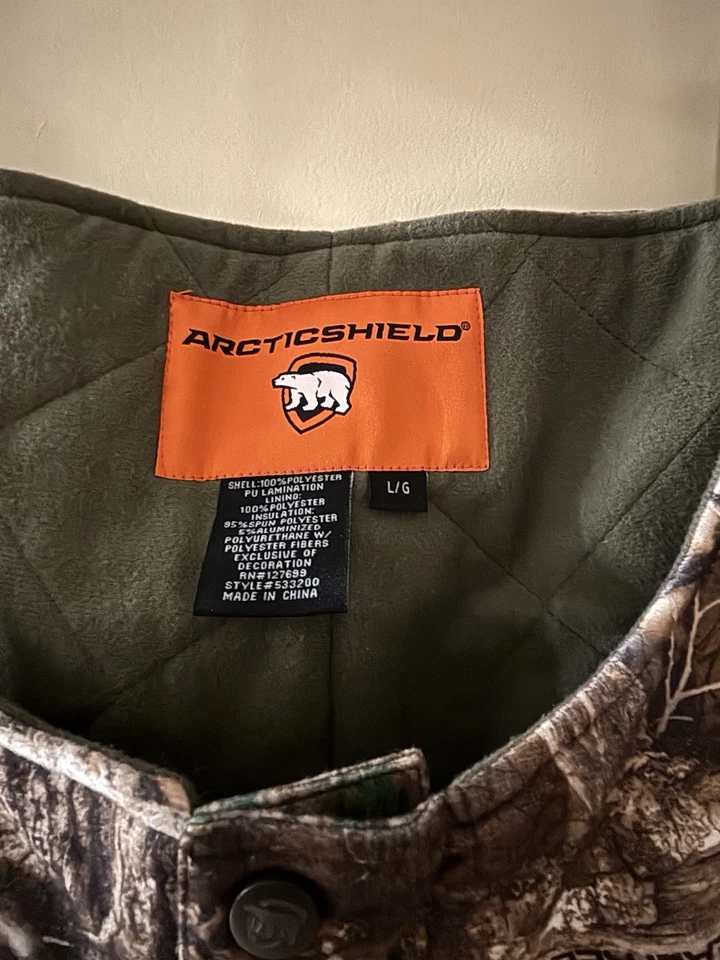 ARCTICSHIELD®
SHELL:100%POLYESTER
PU LAMINATION
LINING:
100%POLYESTER
INSULATION:
95%SPUN POLYESTER
5%ALUMINIZED
POLYURETHANE W/
POLYESTER FIBERS
EXCLUSIVE OF
DECORATION
RN#127699
STYLE#533200
MADE IN CHINA
L/G